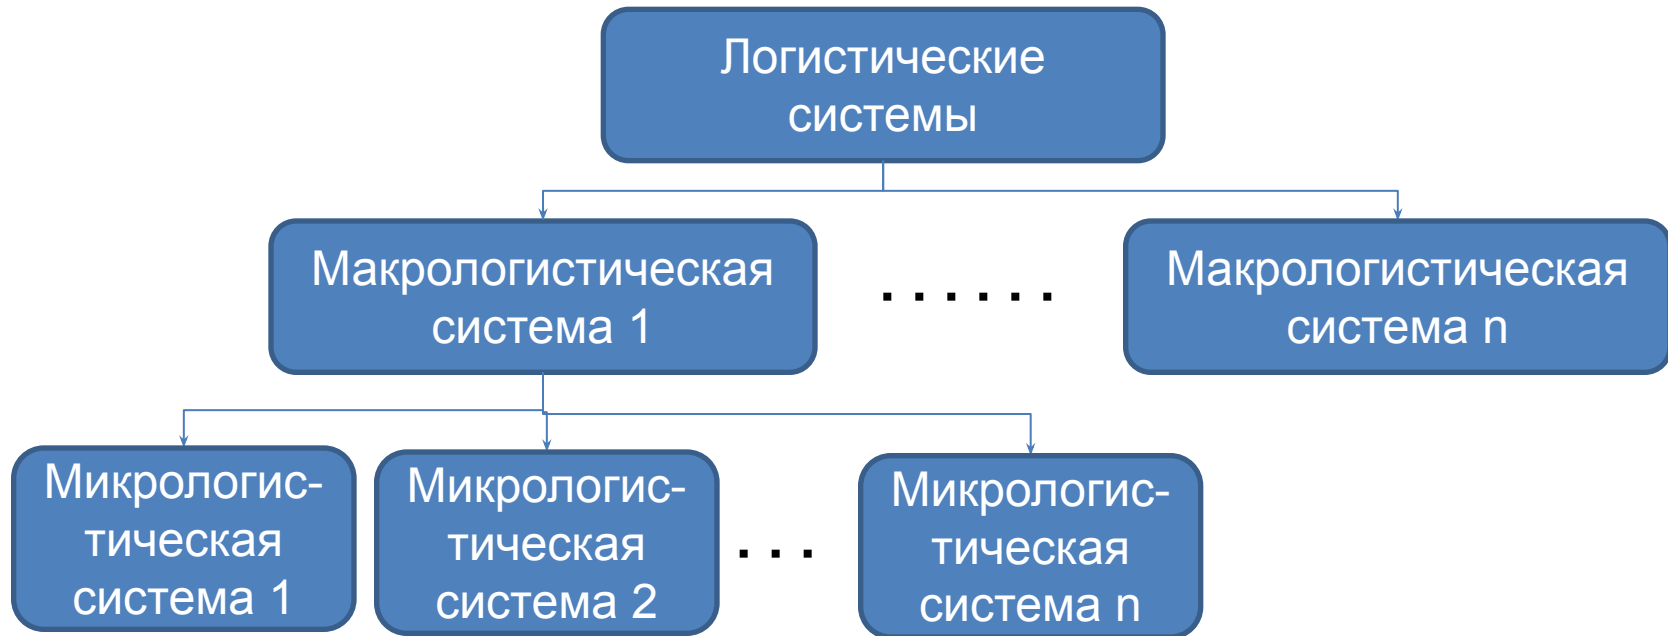 Логистические
системы
Макрологистическая
система 1
. . . . . .
Макрологистическая
система n
Микрологис-
тическая
система 1
Микрологис-
тическая
система 2
. . .
Микрологис-
тическая
система n